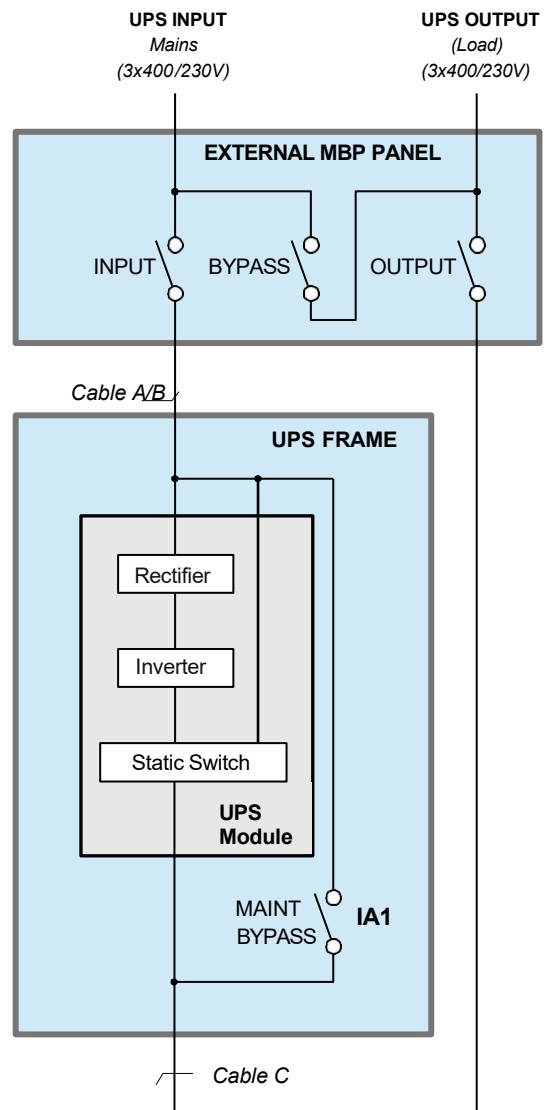 UPS INPUT
Mains
(3x400/230V)
UPS OUTPUT
(Load)
(3x400/230V)
EXTERNAL MBP PANEL
INPUT
BYPASS
OUTPUT
Cable A/B
UPS FRAME
Rectifier
Inverter
Static Switch
UPS
Module
MAINT
BYPASS
IA1
Cable C